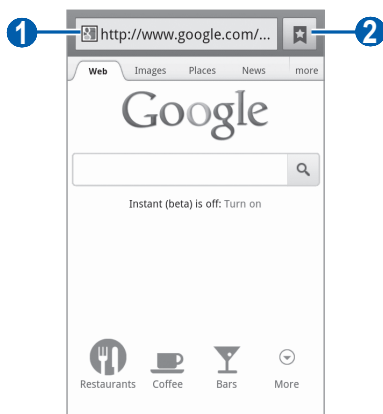 1 http://www.google.com/... 2
Web Images Places News more
Google
Instant (beta) is off: Turn on
Restaurants Coffee Bars More